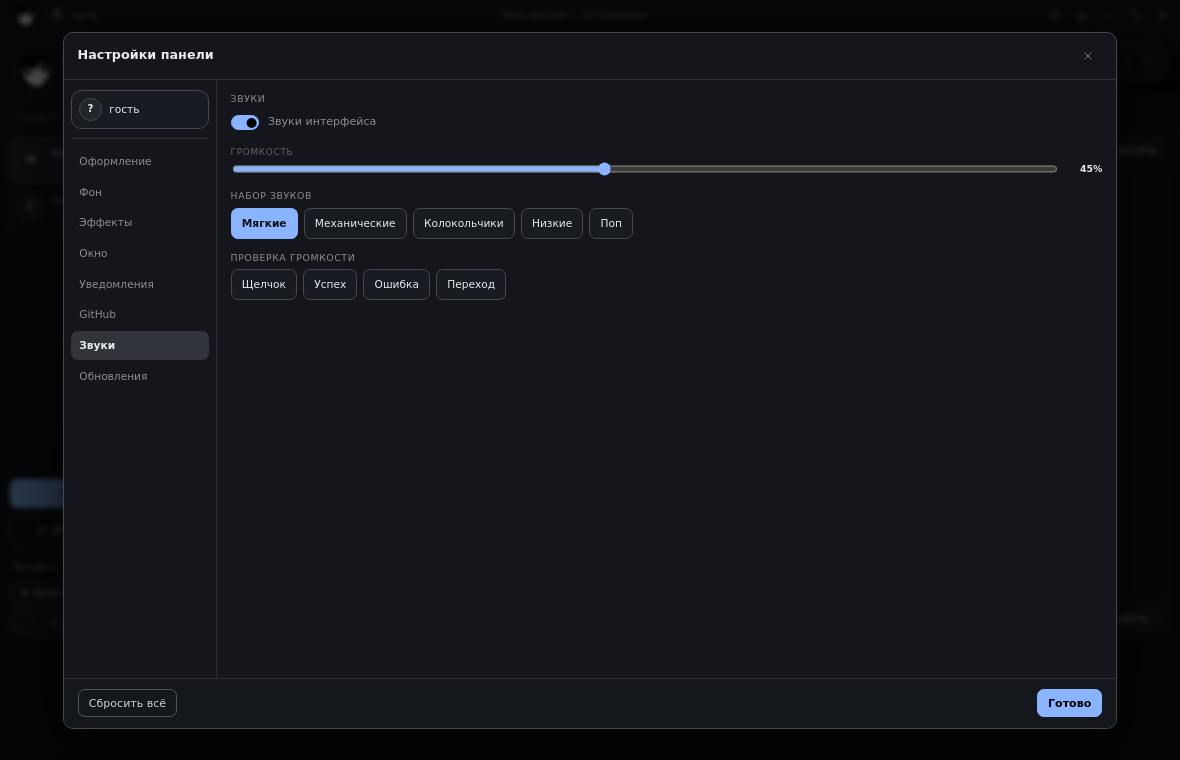 Настройки панели
? гость
Оформление
Фон
Эффекты
Окно
Уведомления
GitHub
Звуки
Обновления
ЗВУКИ
Звуки интерфейса
ГРОМКОСТЬ
45%
НАБОР ЗВУКОВ
Мягкие Механические Колокольчики Низкие Поп
ПРОВЕРКА ГРОМКОСТИ
Щелчок Успех Ошибка Переход
Сбросить всё
Готово